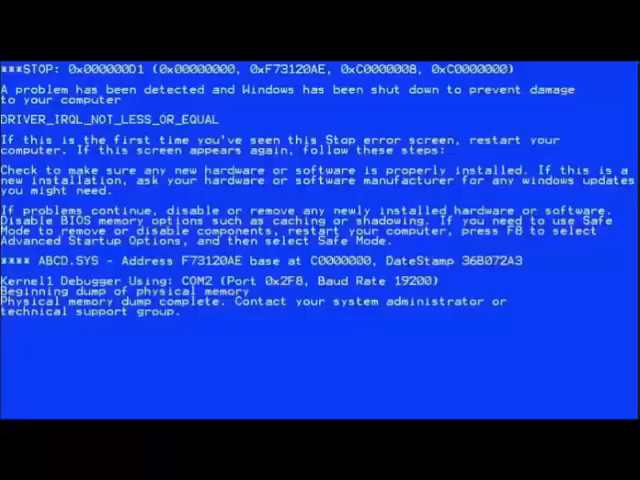 ***STOP: 0x000000D1 (0x00000000, 0xF73120AE, 0xC0000008, 0xC0000000)
A problem has been detected and Windows has been shut down to prevent damage
to your computer
DRIVER_IRQL_NOT_LESS_OR_EQUAL
If this is the first time you've seen this Stop error screen, restart your
computer. If this screen appears again, follow these steps:
Check to make sure any new hardware or software is properly installed. If this is a
new installation, ask your hardware or software manufacturer for any windows updates
you might need.
If problems continue, disable or remove any newly installed hardware or software.
Disable BIOS memory options such as caching or shadowing. If you need to use Safe
Mode to remove or disable components, restart your computer, press F8 to select
Advanced Startup Options, and then select Safe Mode.
**** ABCD.SYS - Address F73120AE base at C0000000, DateStamp 36B072A3
Kernel1 Debugger Using: COM2 (Port 0x2F8, Baud Rate 19200)
Beginning dump of physical memory
Physical memory dump complete. Contact your system administrator or
technical support group.